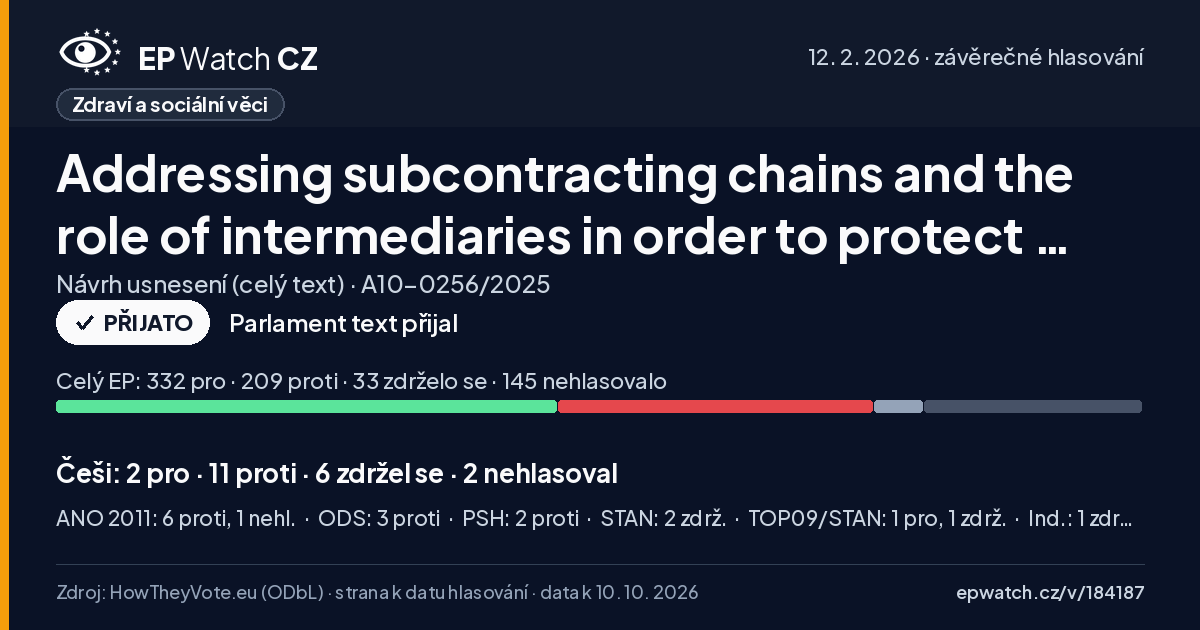 EP Watch CZ
12. 2. 2026 · závěrečné hlasování
Zdraví a sociální věci
Addressing subcontracting chains and the
role of intermediaries in order to protect …
Návrh usnesení (celý text) · A10–0256/2025
✓ PŘIJATO Parlament text přijal
Celý EP: 332 pro · 209 proti · 33 zdrželo se · 145 nehlasovalo
Češi: 2 pro · 11 proti · 6 zdržel se · 2 nehlasoval
ANO 2011: 6 proti, 1 nehl. · ODS: 3 proti · PSH: 2 proti · STAN: 2 zdrž. · TOP09/STAN: 1 pro, 1 zdrž. · Ind.: 1 zdr…
Zdroj: HowTheyVote.eu (ODbL) · strana k datu hlasování · data k 10. 10. 2026
epwatch.cz/v/184187